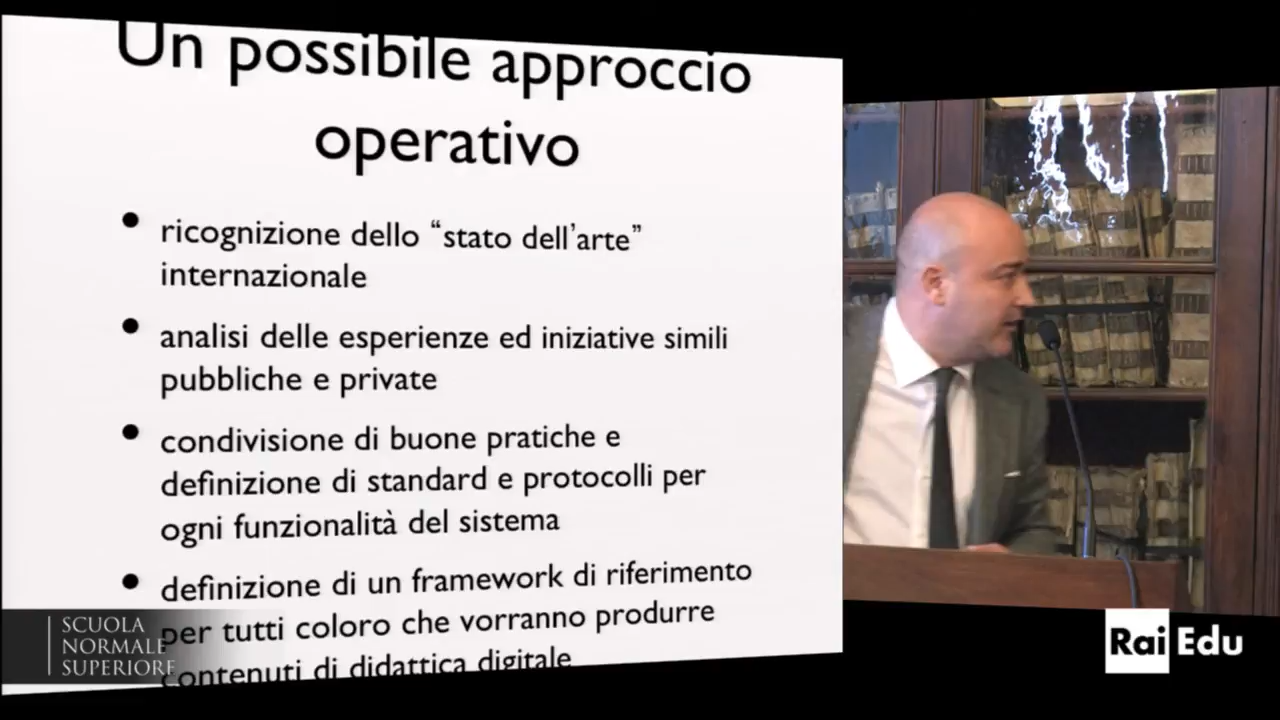 Un possibile approccio
operativo
ricognizione dello “stato dell’arte”
internazionale
analisi delle esperienze ed iniziative simili
pubbliche e private
condivisione di buone pratiche e
definizione di standard e protocolli per
ogni funzionalità del sistema
definizione di un framework di riferimento
per tutti coloro che vorranno produrre
contenuti di didattica digitale
SCUOLA
NORMALE
SUPERIORE
Rai Edu